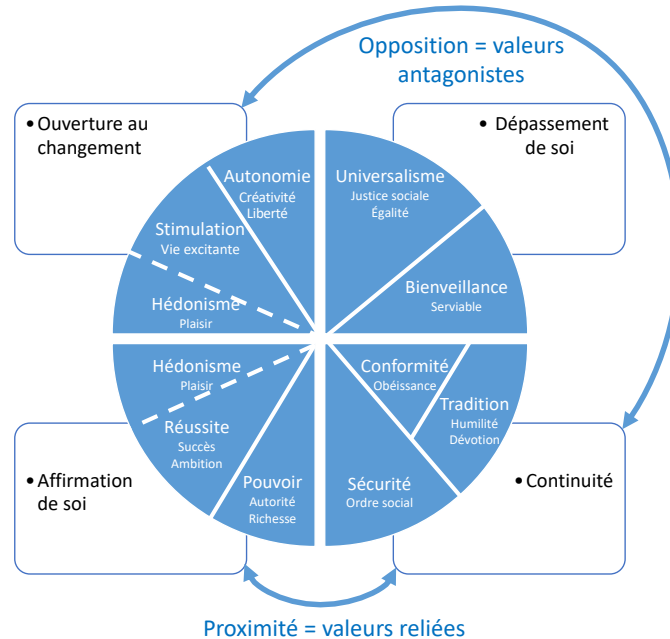 Opposition = valeurs
antagonistes
• Ouverture au
changement
• Dépassement
de soi
Autonomie
Créativité
Liberté
Universalisme
Justice sociale
Égalité
Stimulation
Vie excitante
Bienveillance
Serviable
Hédonisme
Plaisir
Hédonisme
Plaisir
Conformité
Obéissance
Tradition
Humilité
Dévotion
Réussite
Succès
Ambition
Pouvoir
Autorité
Richesse
Sécurité
Ordre social
• Affirmation
de soi
• Continuité
Proximité = valeurs reliées